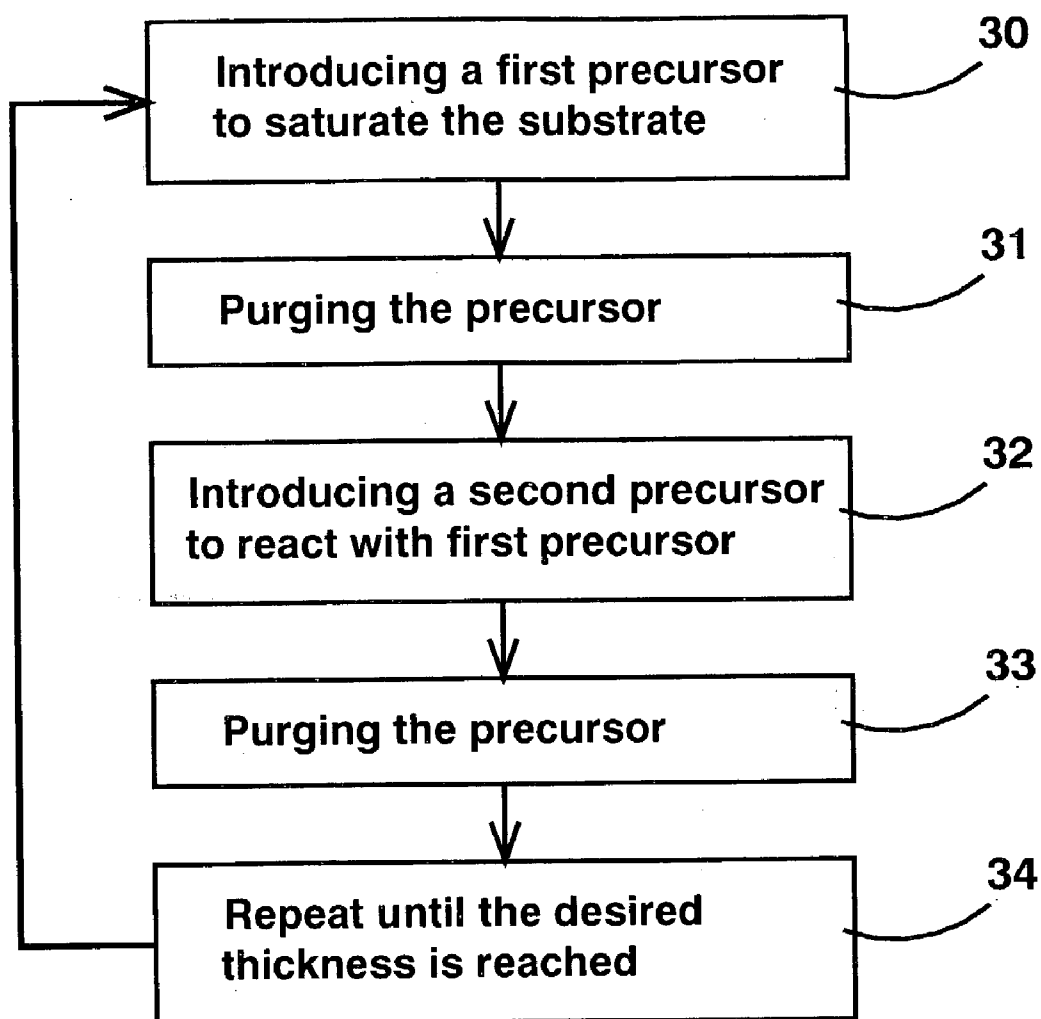 30
Introducing a first precursor
to saturate the substrate
31
Purging the precursor
32
Introducing a second precursor
to react with first precursor
33
Purging the precursor
34
Repeat until the desired
thickness is reached